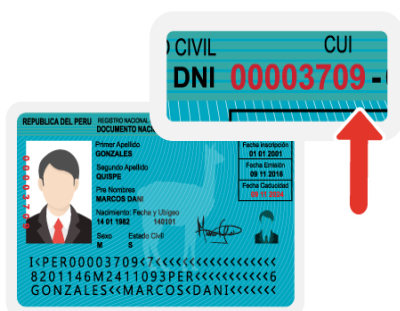 O CIVIL CUI
DNI 00003709 -
REPUBLICA DEL PERU REGISTRO NACIONAL
DOCUMENTO NACI
Primer Apellido
GONZALES
Segundo Apellido
QUISPE
Pre Nombres
MARCOS DANI
Nacimiento: Fecha y Ubigeo
14 01 1982 140101
Sexo Estado Civil
M S
Fecha Inscripción
01 01 2001
Fecha Emisión
09 11 2016
Fecha Caducidad
09 11 2024
00003709
I<PER00003709<7<<<<<<<<<<<<<<<
8201146M2411093PER<<<<<<<<<<<6
GONZALES<<MARCOS<DANI<<<<<<<